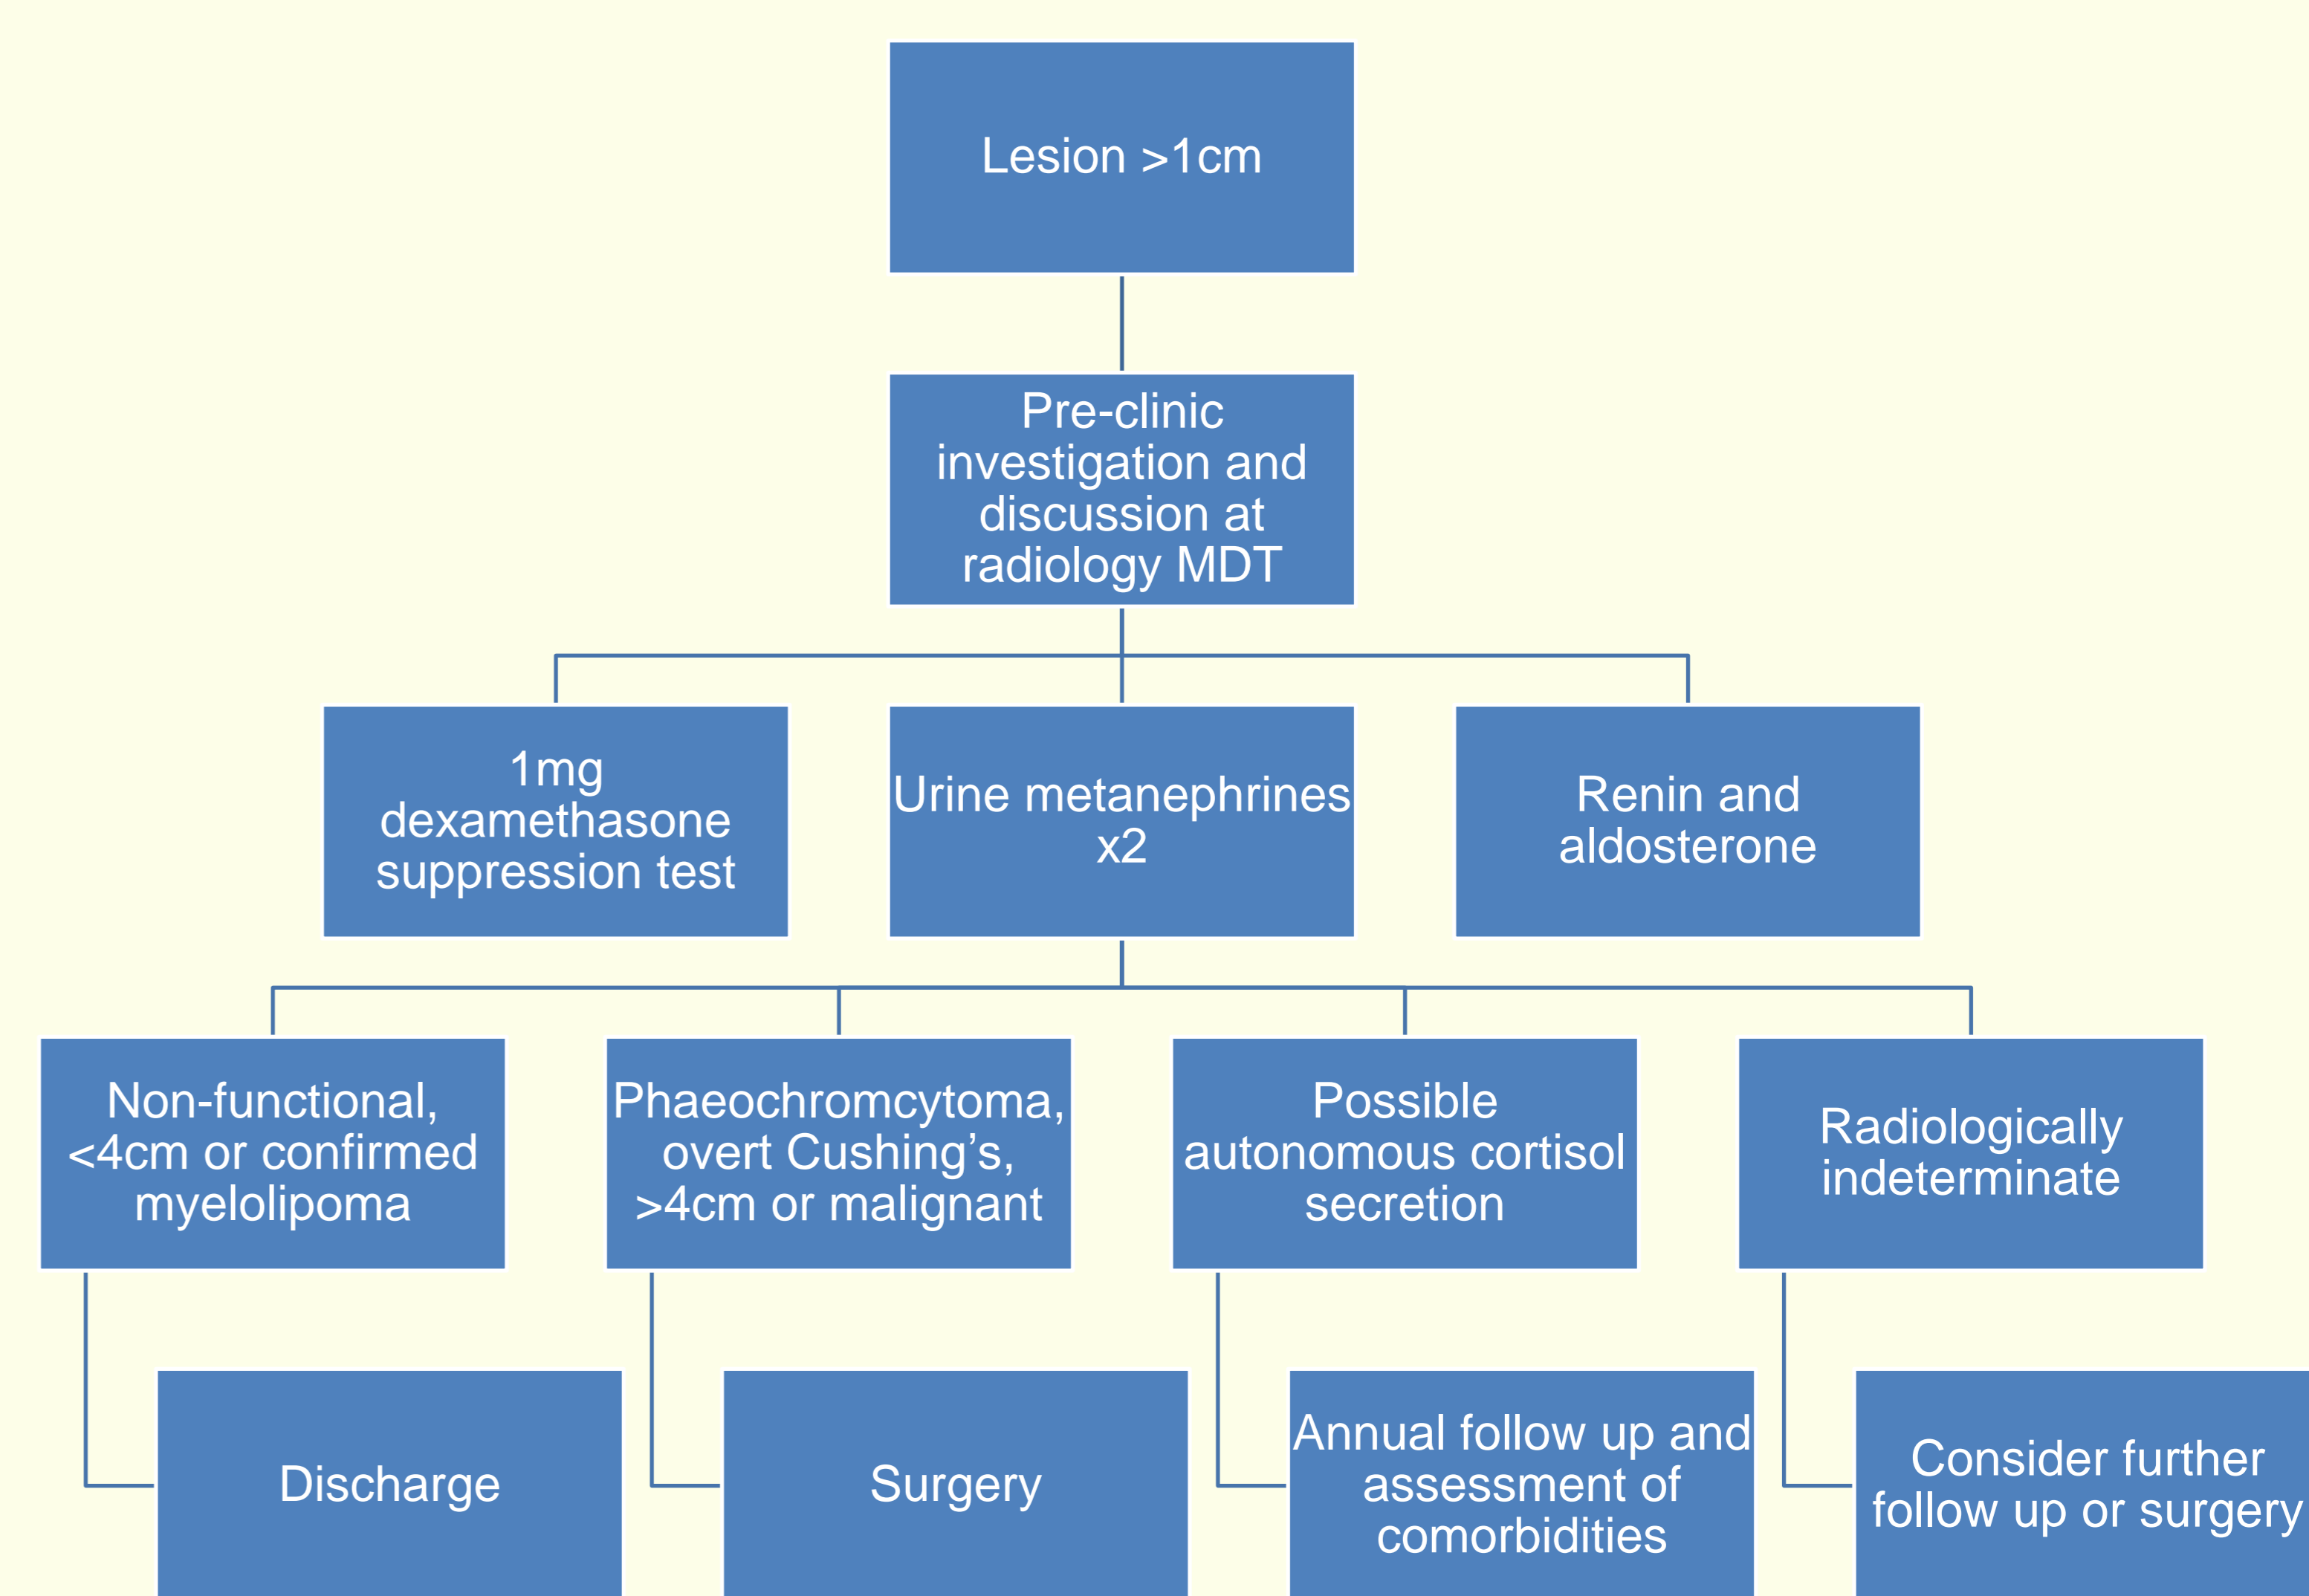 Lesion >1cm
Pre-clinic
investigation and
discussion at
radiology MDT
1mg
dexamethasone
suppression test
Urine metanephrines
x2
Renin and
aldosterone
Non-functional,
<4cm or confirmed
myelolipoma
Phaeochromcytoma,
overt Cushing’s,
>4cm or malignant
Possible
autonomous cortisol
secretion
Radiologically
indeterminate
Discharge
Surgery
Annual follow up and
assessment of
comorbidities
Consider further
follow up or surgery